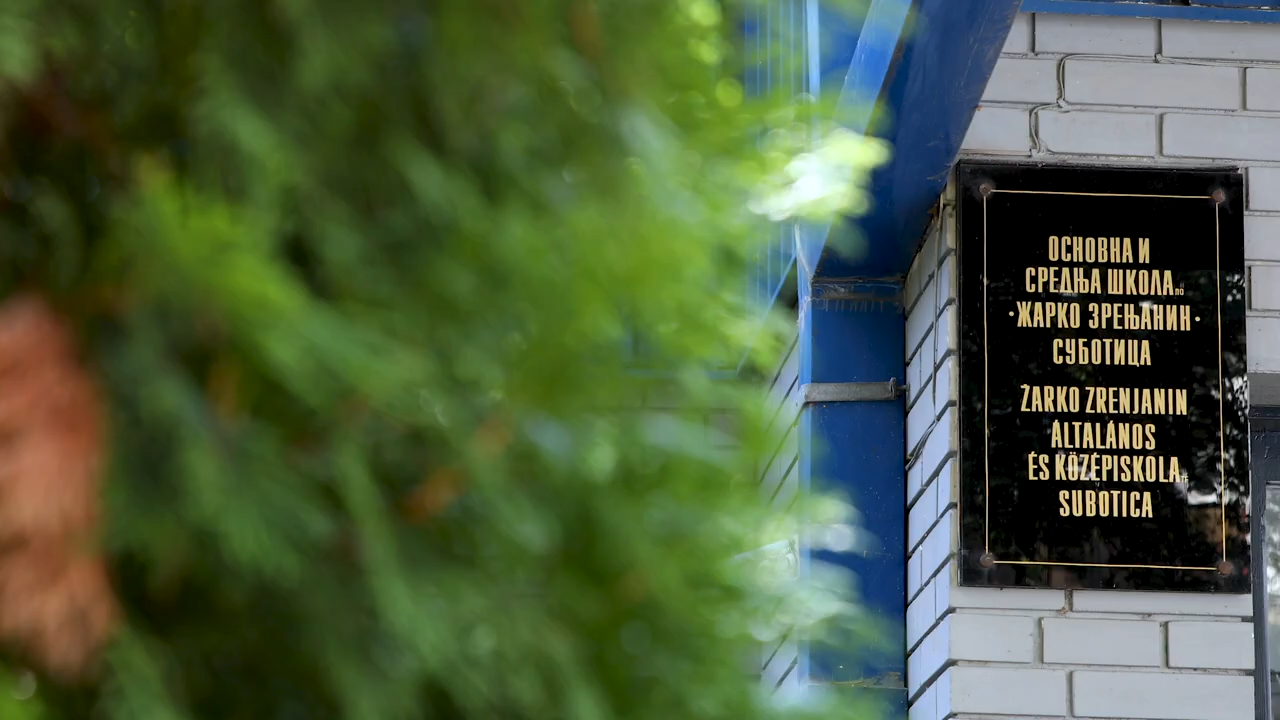 ОСНОВНА И
СРЕДЊА ШКОЛА
·ЖАРКО ЗРЕЊАНИН·
СУБОТИЦА
ŽARKO ZRENJANIN
ÁLTALÁNOS
ÉS KÖZÉPISKOLA
SUBOTICA